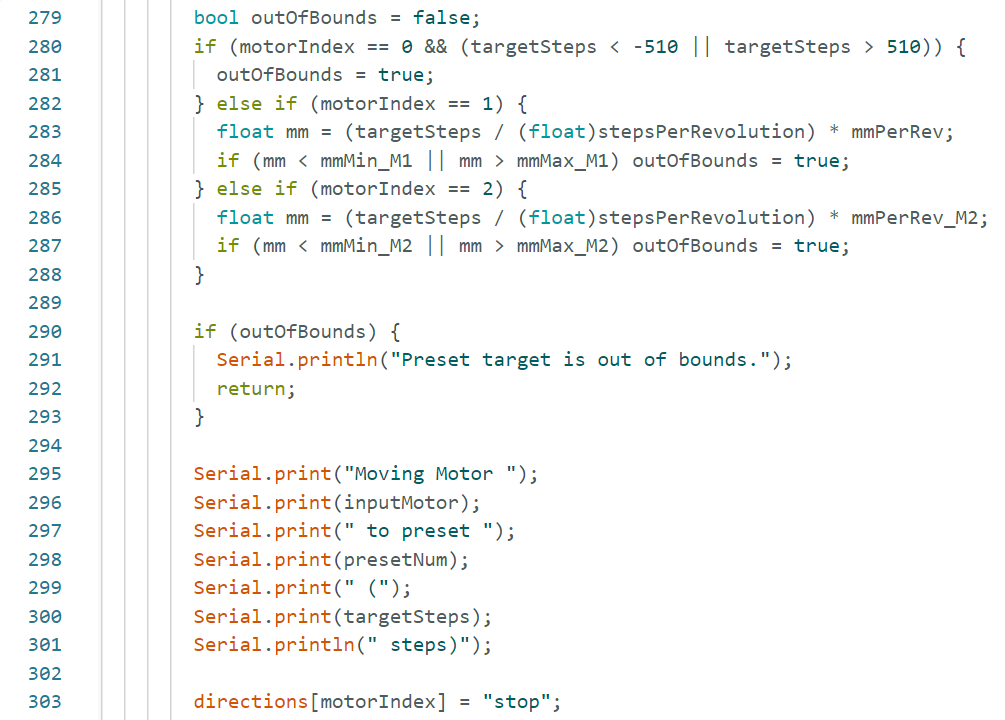 279 bool outOfBounds = false;
280 if (motorIndex == 0 && (targetSteps < -510 || targetSteps > 510)) {
281 outOfBounds = true;
282 } else if (motorIndex == 1) {
283 float mm = (targetSteps / (float)stepsPerRevolution) * mmPerRev;
284 if (mm < mmMin_M1 || mm > mmMax_M1) outOfBounds = true;
285 } else if (motorIndex == 2) {
286 float mm = (targetSteps / (float)stepsPerRevolution) * mmPerRev_M2;
287 if (mm < mmMin_M2 || mm > mmMax_M2) outOfBounds = true;
288 }
289
290 if (outOfBounds) {
291 Serial.println("Preset target is out of bounds.");
292 return;
293 }
294
295 Serial.print("Moving Motor ");
296 Serial.print(inputMotor);
297 Serial.print(" to preset ");
298 Serial.print(presetNum);
299 Serial.print(" (");
300 Serial.print(targetSteps);
301 Serial.println(" steps)");
302
303 directions[motorIndex] = "stop";